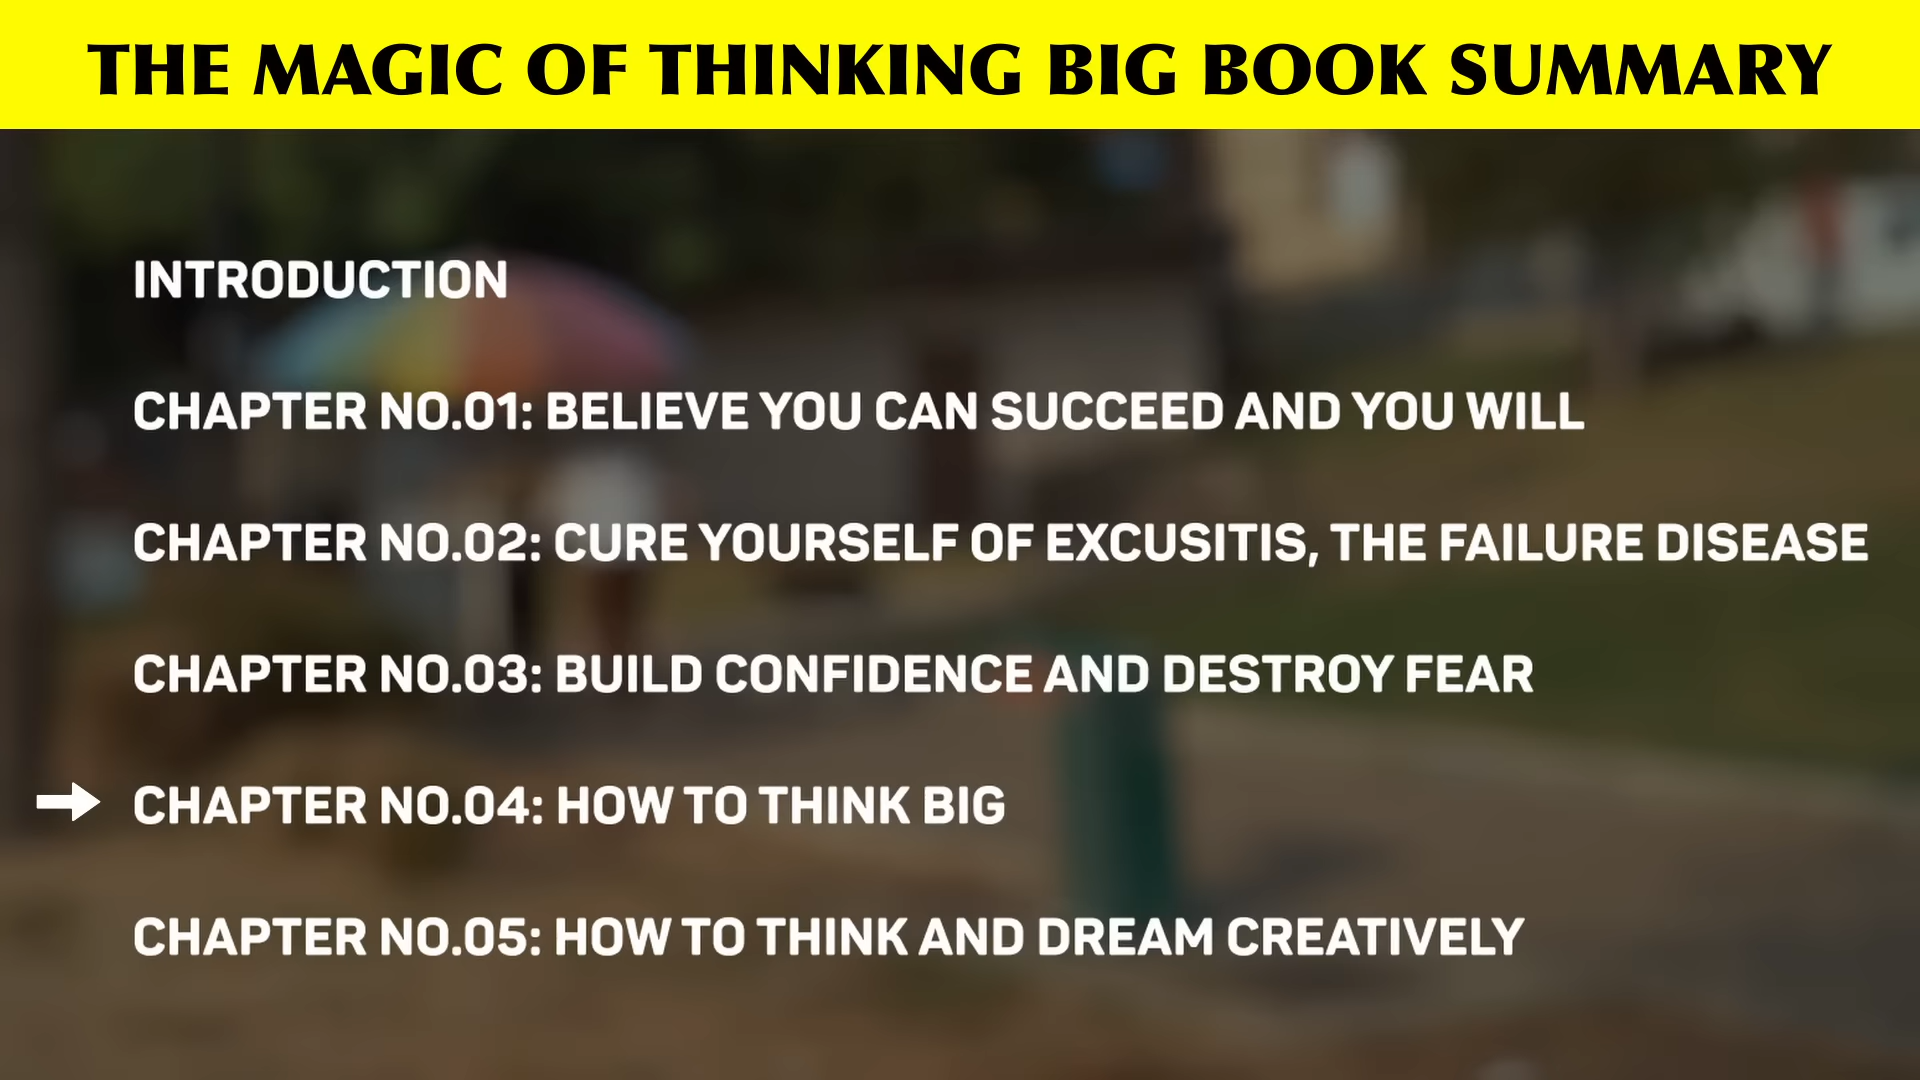 THE MAGIC OF THINKING BIG BOOK SUMMARY
INTRODUCTION
CHAPTER NO.01: BELIEVE YOU CAN SUCCEED AND YOU WILL
CHAPTER NO.02: CURE YOURSELF OF EXCUSITIS, THE FAILURE DISEASE
CHAPTER NO.03: BUILD CONFIDENCE AND DESTROY FEAR
CHAPTER NO.04: HOW TO THINK BIG
CHAPTER NO.05: HOW TO THINK AND DREAM CREATIVELY